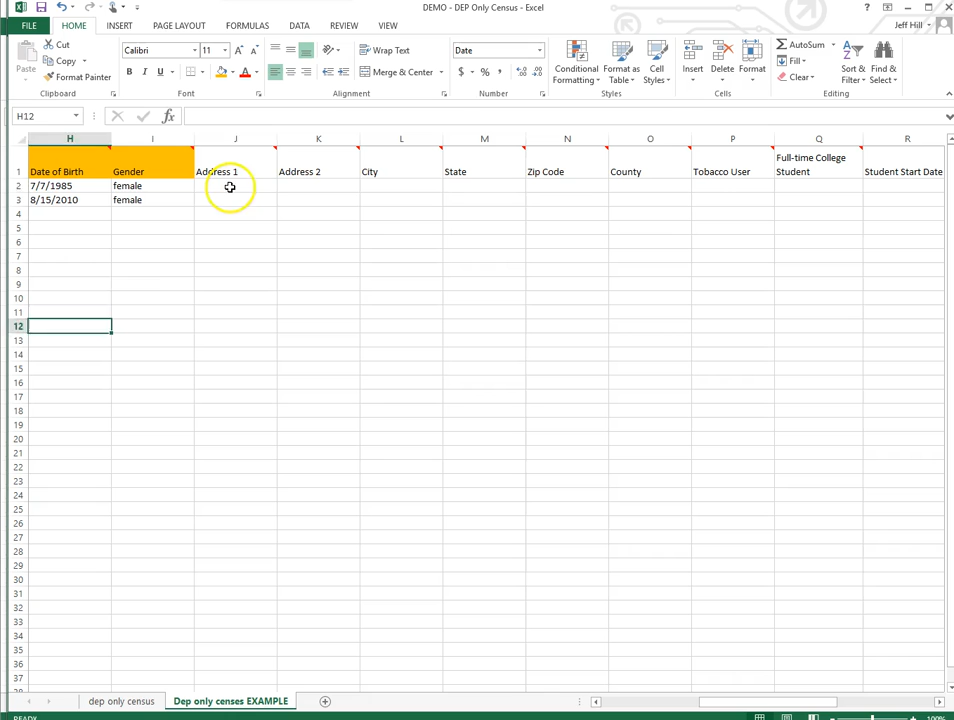 DEMO - DEP Only Census - Excel
FILE HOME INSERT PAGE LAYOUT FORMULAS DATA REVIEW VIEW Jeff Hill
Paste Cut Copy Format Painter
Calibri 11
B I U
Wrap Text
Merge & Center
Date
$ % ,
Conditional Formatting
Format as Table
Cell Styles
Insert Delete Format
AutoSum
Fill
Clear
Sort & Filter
Find & Select
Clipboard Font Alignment Number Styles Cells Editing
H12 fx
H I J K L M N O P Q R
1 Date of Birth Gender Address 1 Address 2 City State Zip Code County Tobacco User Full-time College Student Student Start Date
2 7/7/1985 female
3 8/15/2010 female
4
5
6
7
8
9
10
11
12
13
14
15
16
17
18
19
20
21
22
23
24
25
26
27
28
29
30
31
32
33
34
35
36
37
dep only census Dep only censes EXAMPLE
100%